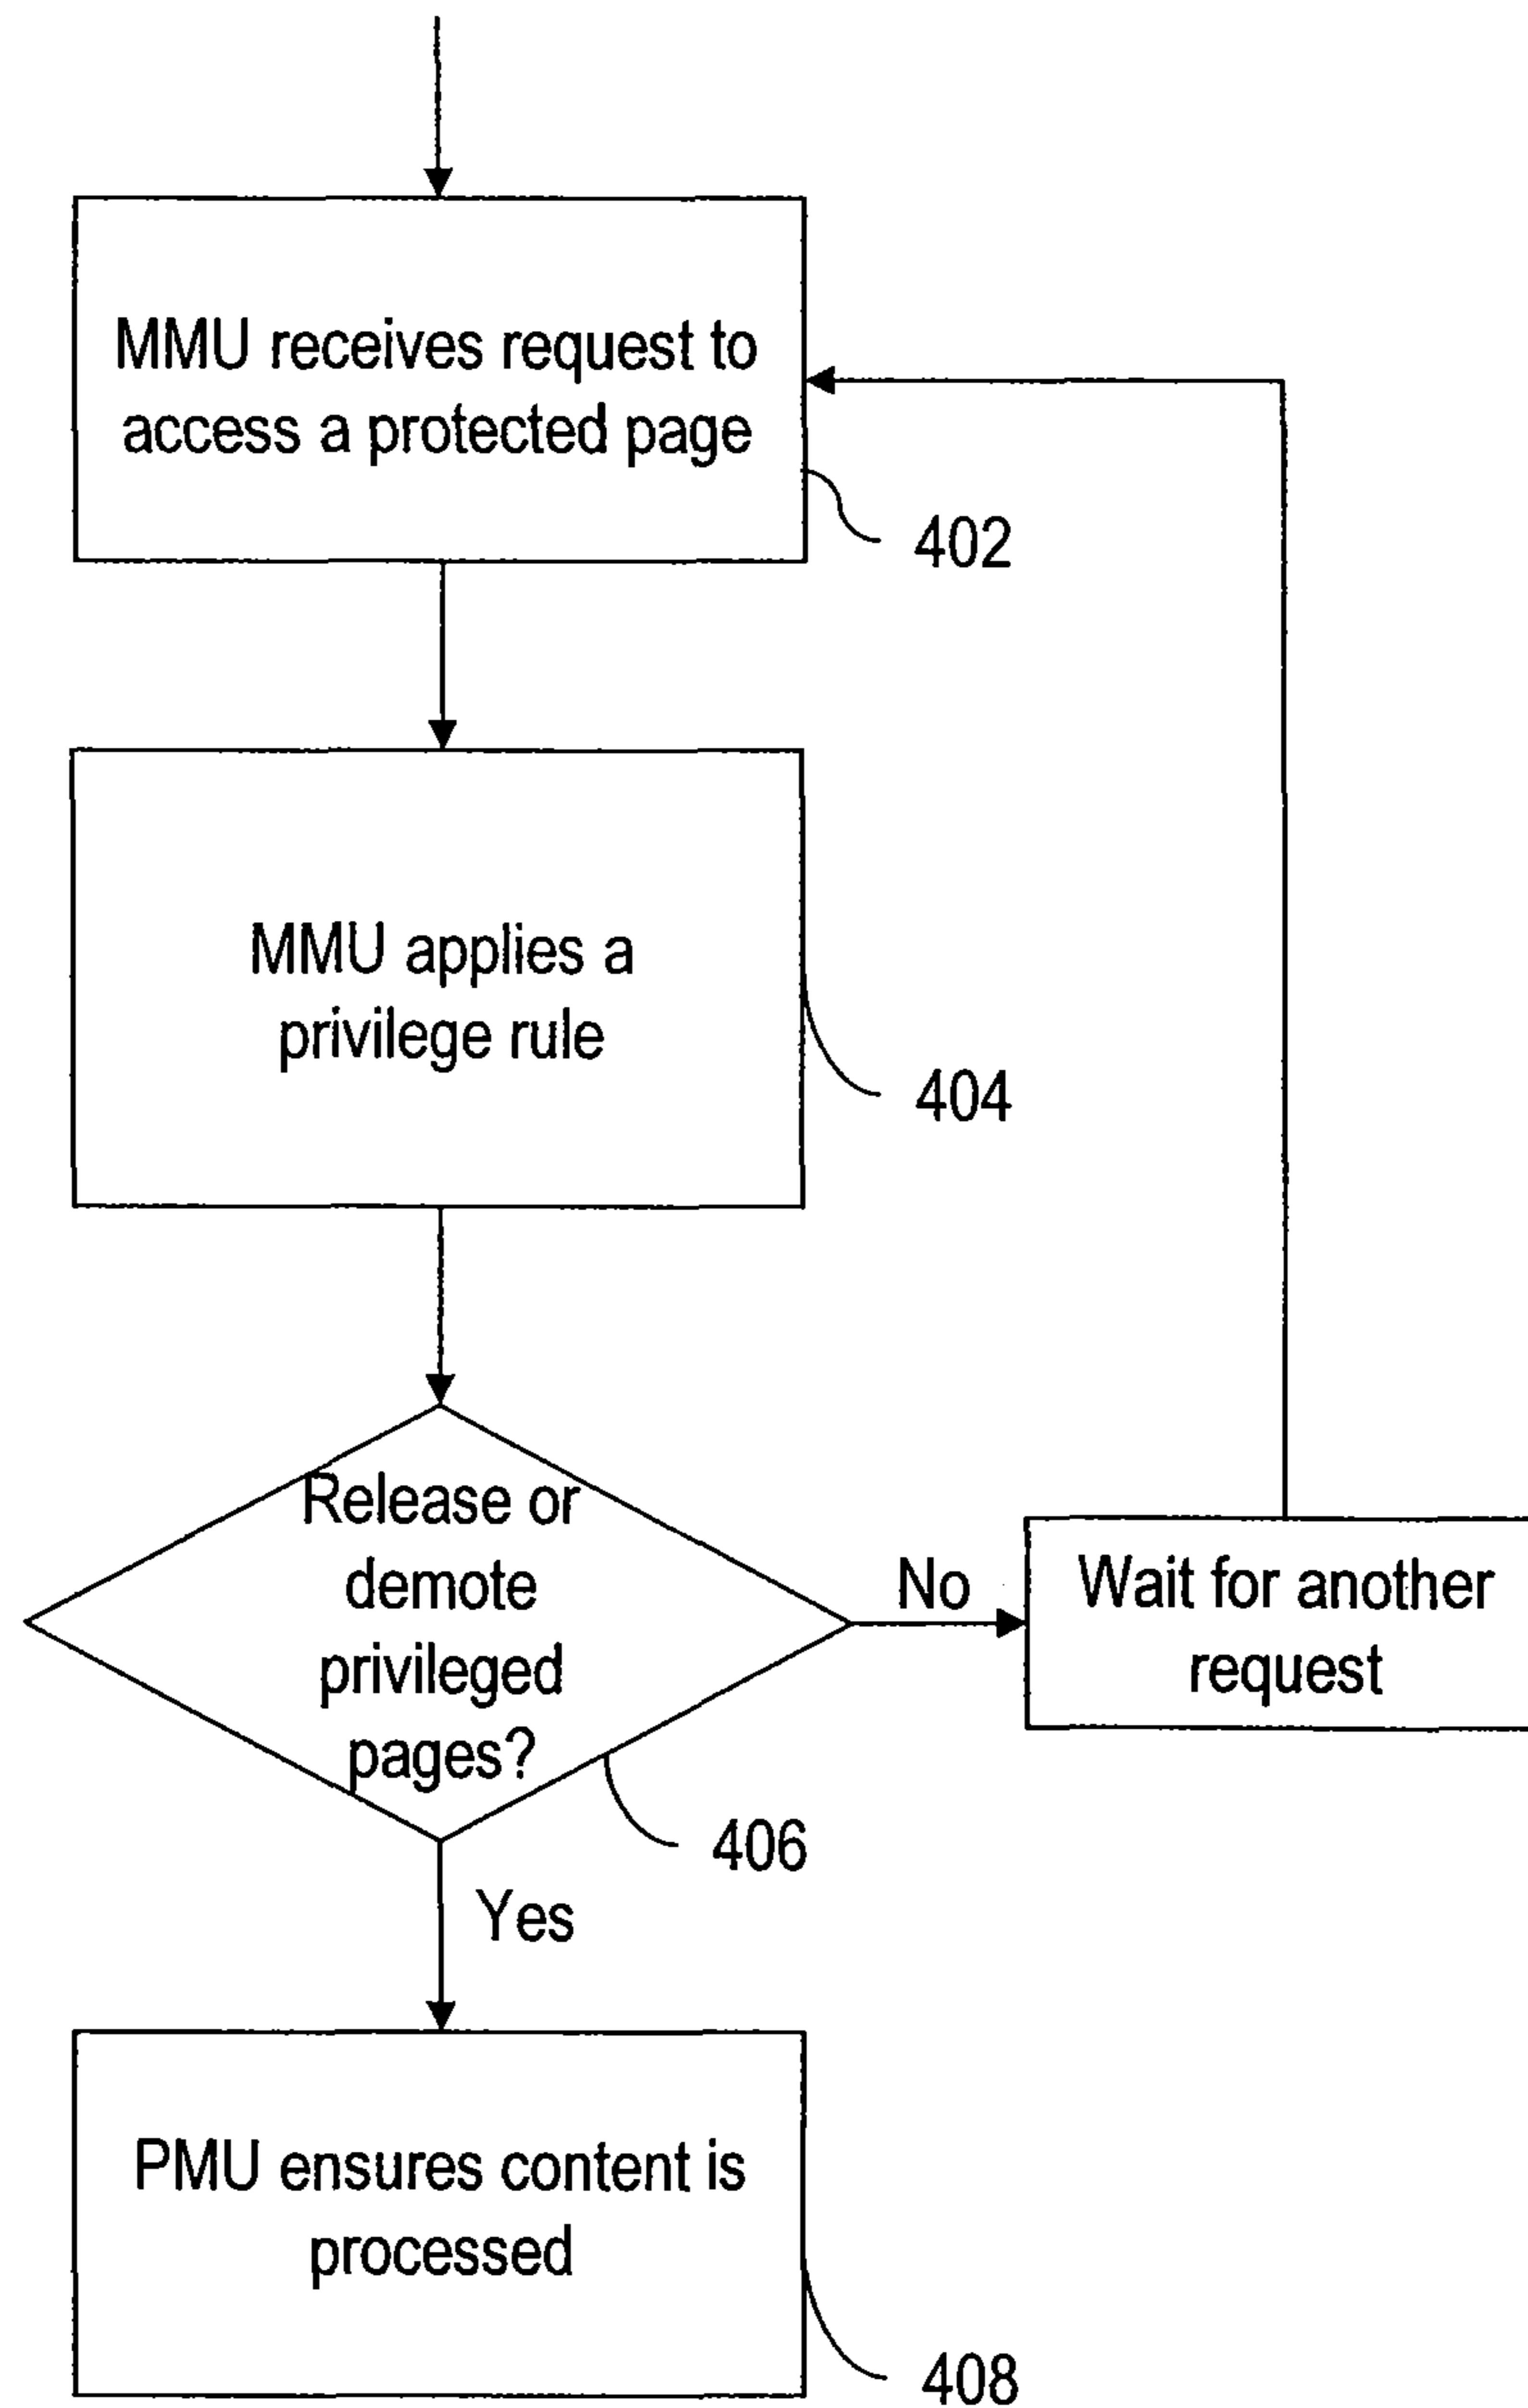 MMU receives request to
access a protected page
402
MMU applies a
privilege rule
404
Release or
demote
privileged
pages?
406
No
Wait for another
request
Yes
PMU ensures content is
processed
408